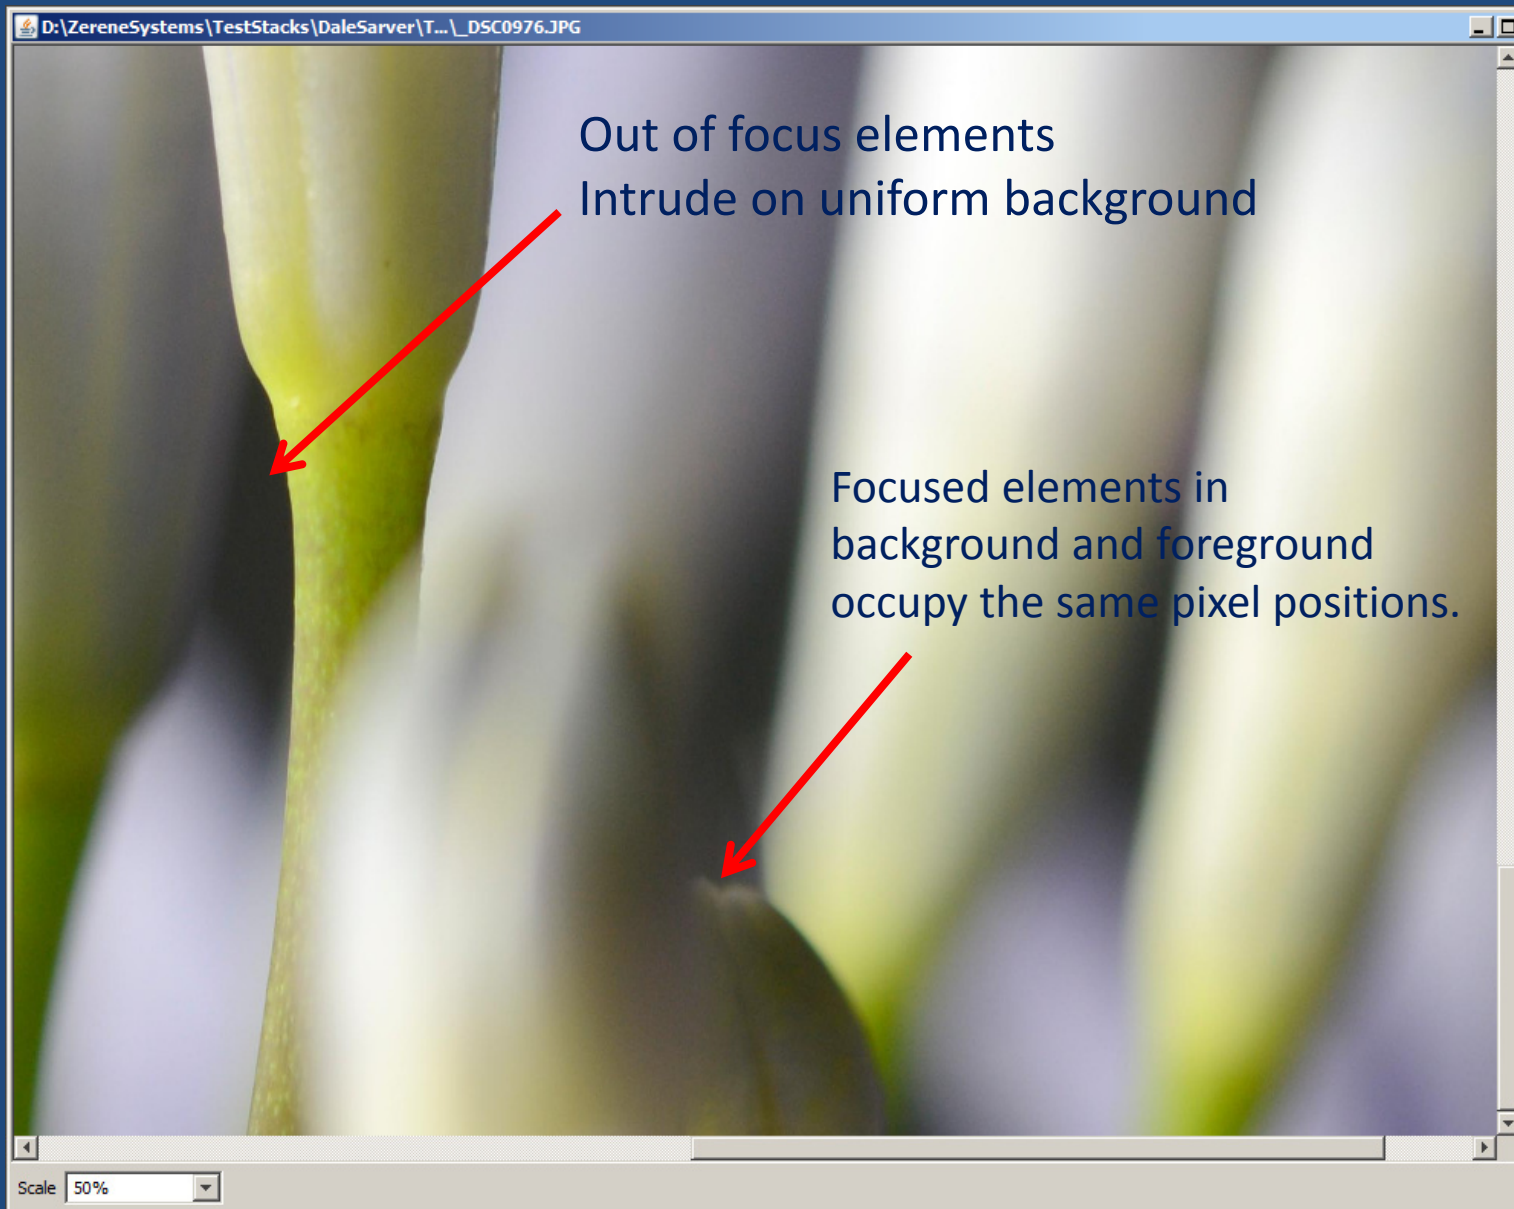 D:\ZereneSystems\TestStacks\DaleSarver\T...\_DSC0976.JPG
Out of focus elements
Intrude on uniform background
Focused elements in
background and foreground
occupy the same pixel positions.
Scale 50%